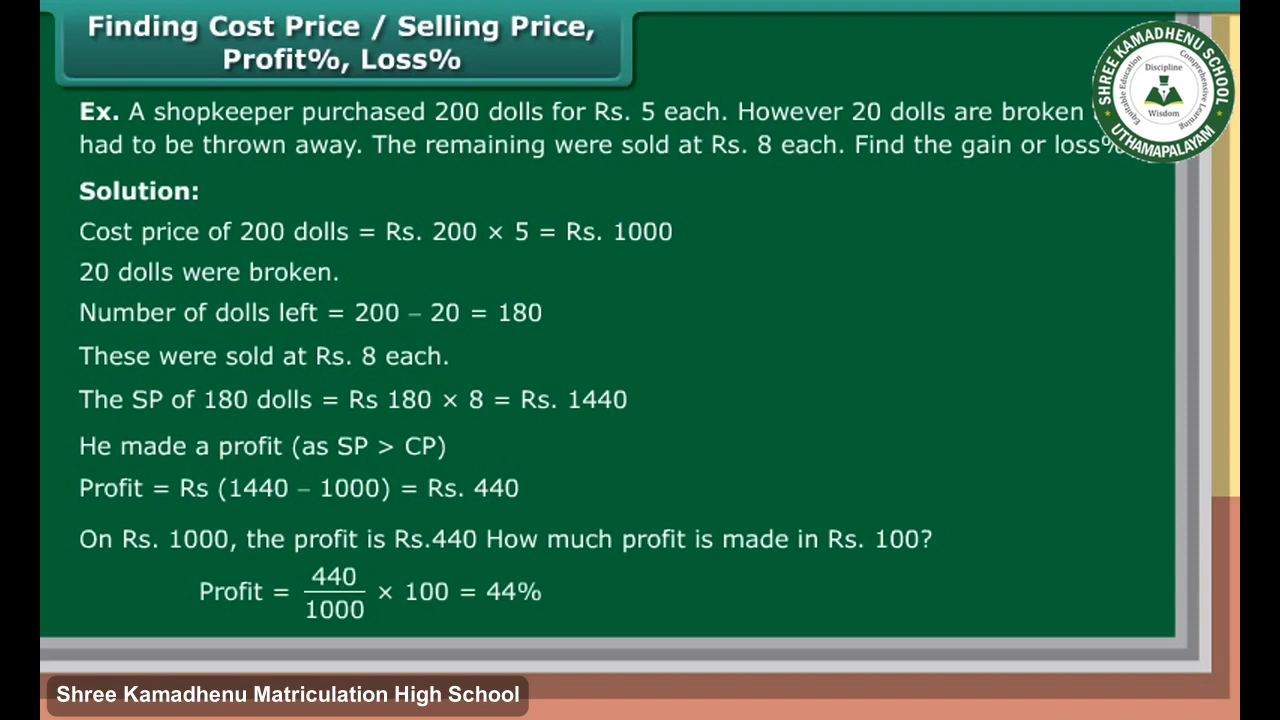 Finding Cost Price / Selling Price,
Profit%, Loss%
Ex. A shopkeeper purchased 200 dolls for Rs. 5 each. However 20 dolls are broken
had to be thrown away. The remaining were sold at Rs. 8 each. Find the gain or loss%
Solution:
Cost price of 200 dolls = Rs. 200 × 5 = Rs. 1000
20 dolls were broken.
Number of dolls left = 200 – 20 = 180
These were sold at Rs. 8 each.
The SP of 180 dolls = Rs 180 × 8 = Rs. 1440
He made a profit (as SP > CP)
Profit = Rs (1440 – 1000) = Rs. 440
On Rs. 1000, the profit is Rs.440 How much profit is made in Rs. 100?
Profit = 440/1000 × 100 = 44%
SHREE KAMADHENU SCHOOL
Discipline
Equitable Education
Comprehensive Learning
Wisdom
UTHAMAPALAYAM
Shree Kamadhenu Matriculation High School